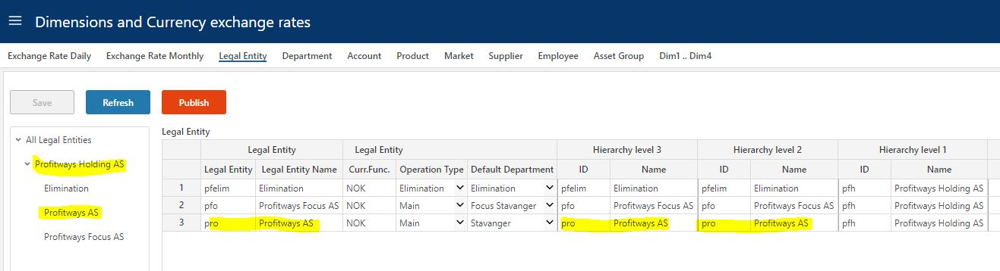 Dimensions and Currency exchange rates
Exchange Rate Daily Exchange Rate Monthly Legal Entity Department Account Product Market Supplier Employee Asset Group Dim1 .. Dim4
Save Refresh Publish
All Legal Entities
Profitways Holding AS
Elimination
Profitways AS
Profitways Focus AS
Legal Entity
Legal Entity Legal Entity Hierarchy level 3 Hierarchy level 2 Hierarchy level 1
Legal Entity Legal Entity Name Curr.Func. Operation Type Default Department ID Name ID Name ID Name
1 pfelim Elimination NOK Elimination Elimination pfelim Elimination pfelim Elimination pfh Profitways Holding AS
2 pfo Profitways Focus AS NOK Main Focus Stavanger pfo Profitways Focus AS pfo Profitways Focus AS pfh Profitways Holding AS
3 pro Profitways AS NOK Main Stavanger pro Profitways AS pro Profitways AS pfh Profitways Holding AS